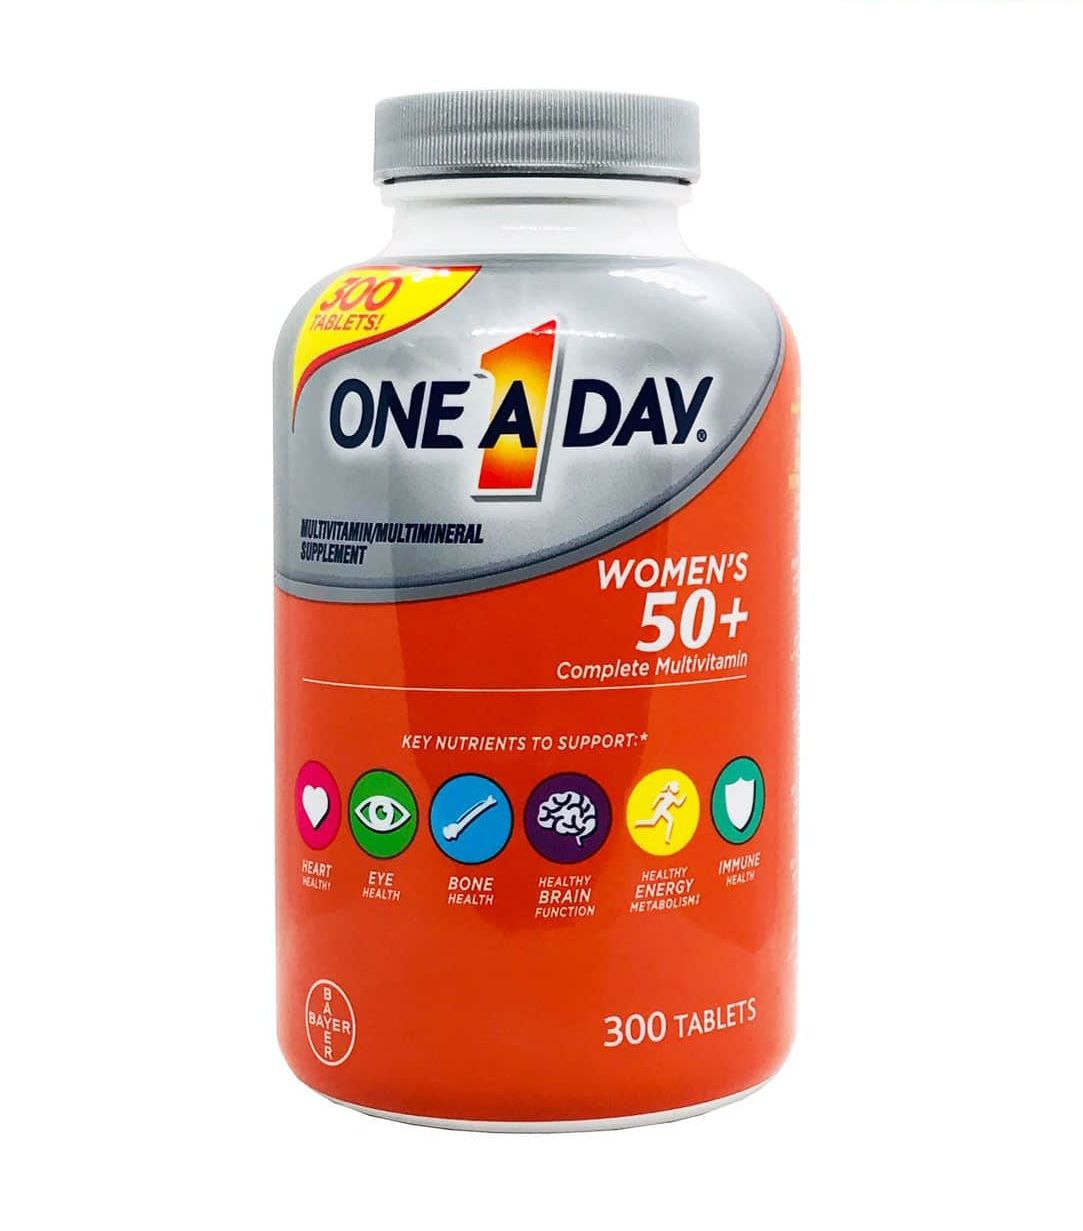 300
TABLETS!
ONE A DAY®
1
MULTIVITAMIN/MULTIMINERAL
SUPPLEMENT
WOMEN'S
50+
Complete Multivitamin
KEY NUTRIENTS TO SUPPORT:*
HEART
HEALTH†
EYE
HEALTH
BONE
HEALTH
HEALTHY
BRAIN
FUNCTION
HEALTHY
ENERGY
METABOLISM‡
IMMUNE
HEALTH
BAYER
BAYER
300 TABLETS